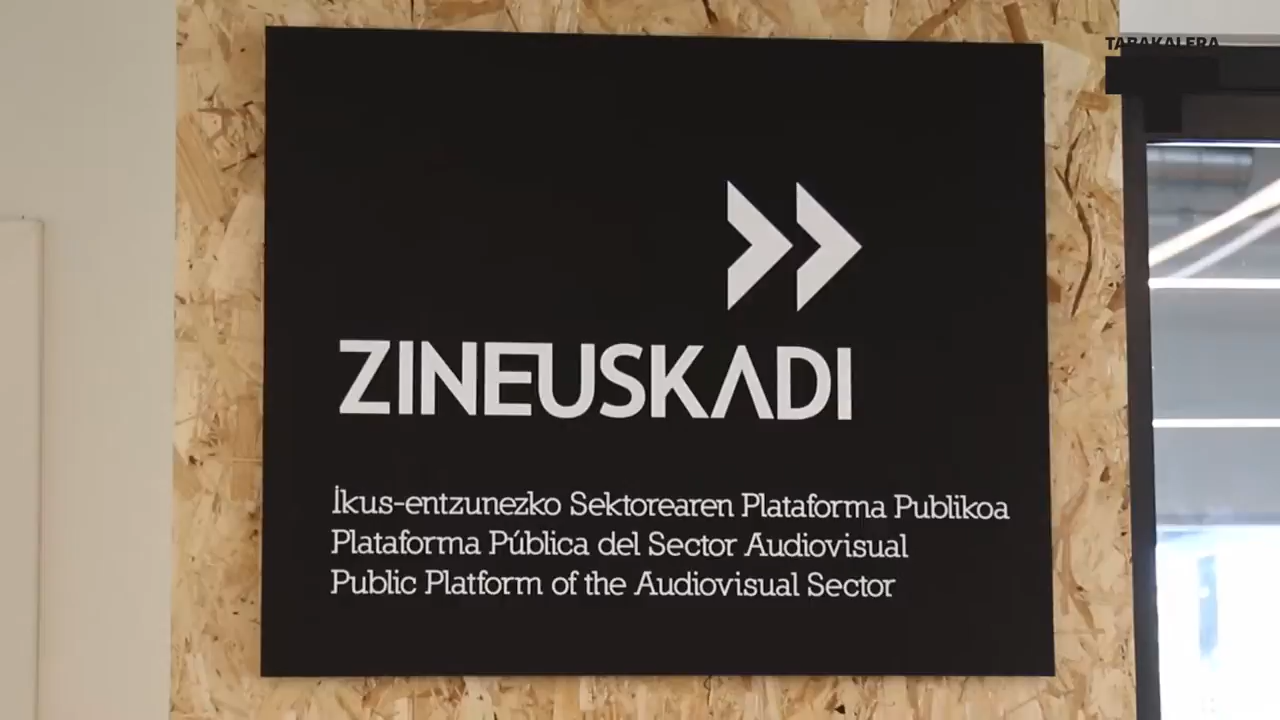 TABAKALERA
ZINEUSKADI
Ikus-entzunezko Sektorearen Plataforma Publikoa
Plataforma Pública del Sector Audiovisual
Public Platform of the Audiovisual Sector